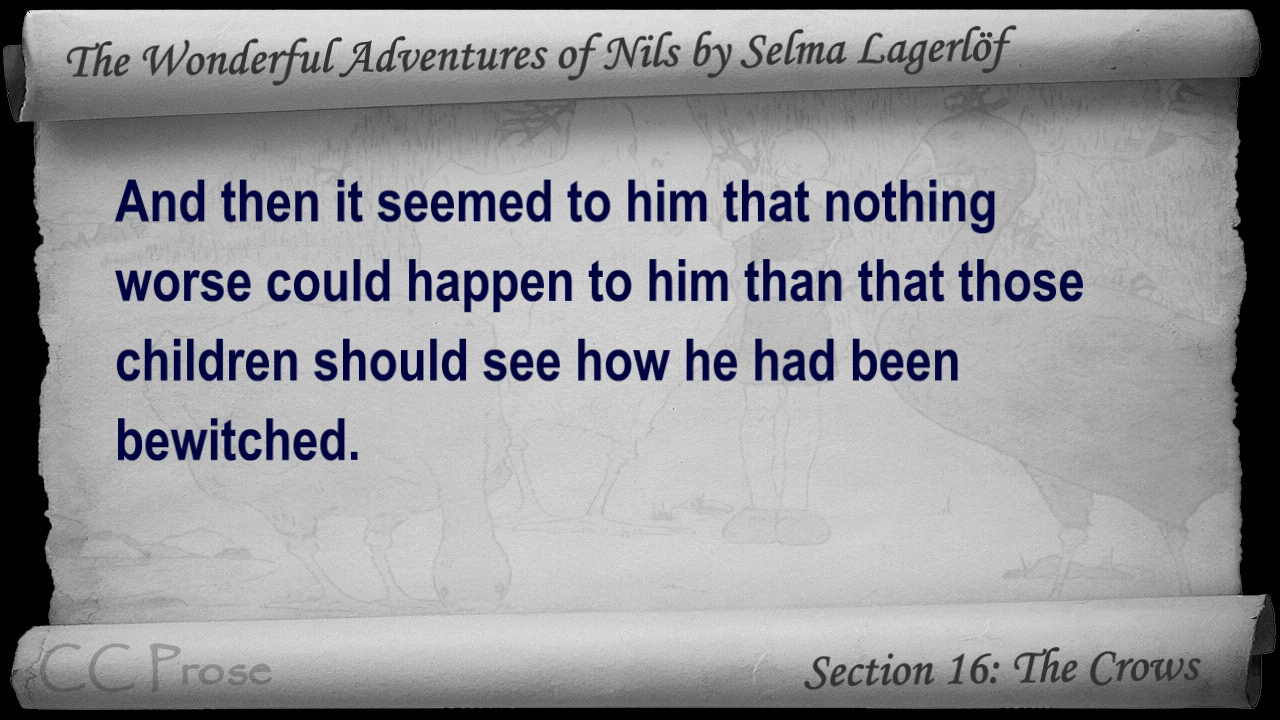 The Wonderful Adventures of Nils by Selma Lagerlöf
And then it seemed to him that nothing
worse could happen to him than that those
children should see how he had been
bewitched.
CC Prose
Section 16: The Crows